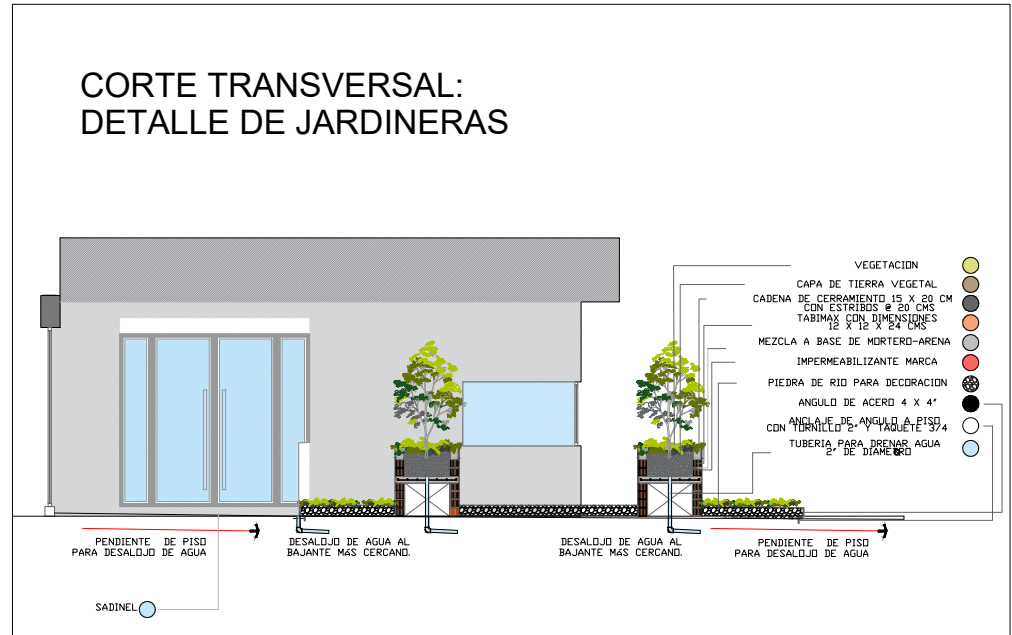 CORTE TRANSVERSAL:
DETALLE DE JARDINERAS
VEGETACION
CAPA DE TIERRA VEGETAL
CADENA DE CERRAMIENTO 15 X 20 CM
CON ESTRIBOS @ 20 CMS
TABIMAX CON DIMENSIONES
12 X 12 X 24 CMS
MEZCLA A BASE DE MORTERO-ARENA
IMPERMEABILIZANTE MARCA
PIEDRA DE RIO PARA DECORACION
ANGULO DE ACERO 4 X 4"
ANCLAJE DE ANGULO A PISO
CON TORNILLO 2" Y TAQUETE 3/4
TUBERIA PARA DRENAR AGUA
2" DE DIAMETRO
PENDIENTE DE PISO
PARA DESALOJO DE AGUA
DESALOJO DE AGUA AL
BAJANTE MáS CERCANO.
DESALOJO DE AGUA AL
BAJANTE MáS CERCANO.
PENDIENTE DE PISO
PARA DESALOJO DE AGUA
SADINEL